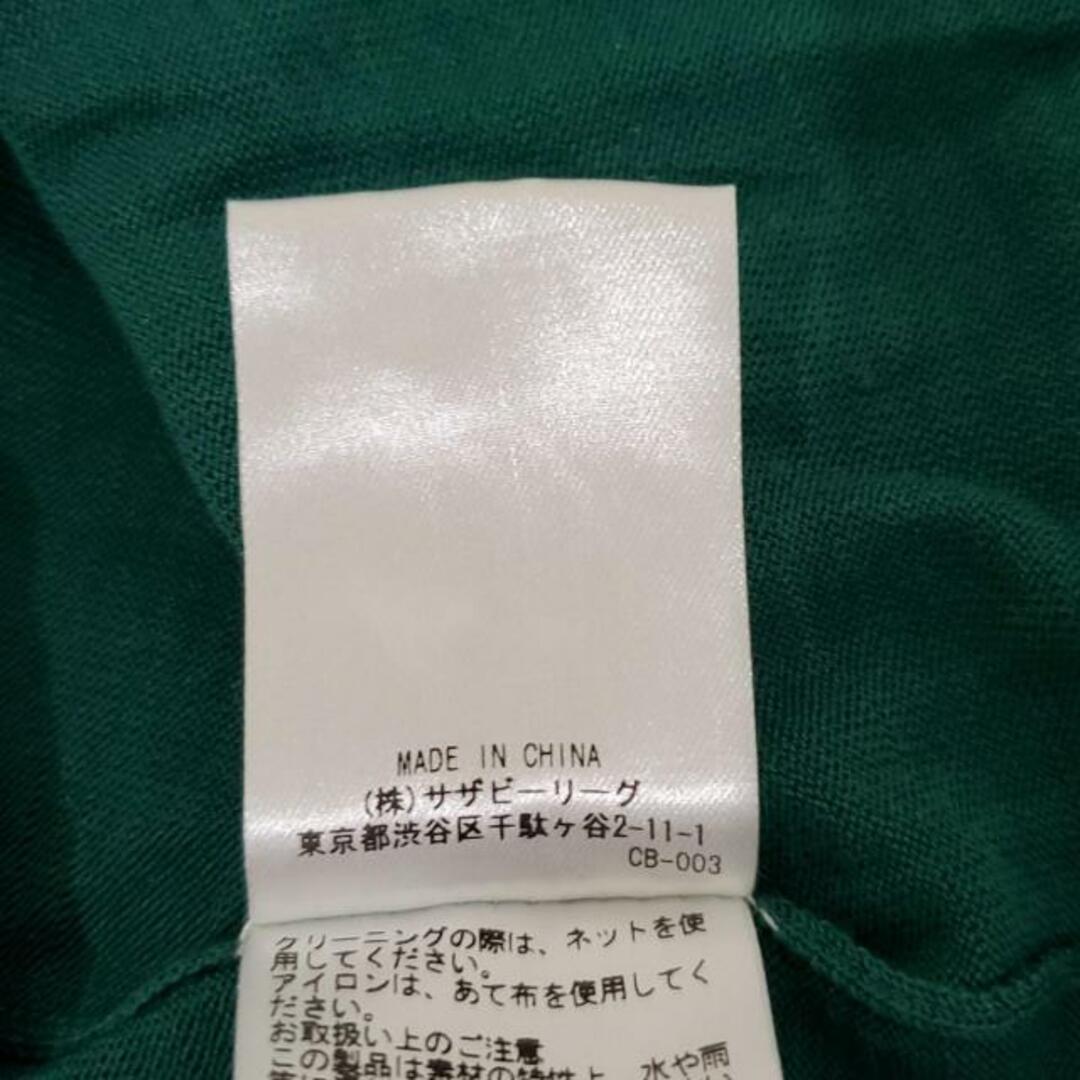 MADE IN CHINA
(株)サザビーリーグ
東京都渋谷区千駄ヶ谷2-11-1
CB-003
クリーニングの際は、ネットを使
用してください。
アイロンは、あて布を使用してく
ださい。
お取扱い上のご注意
この製品は素材の特性上、水や雨